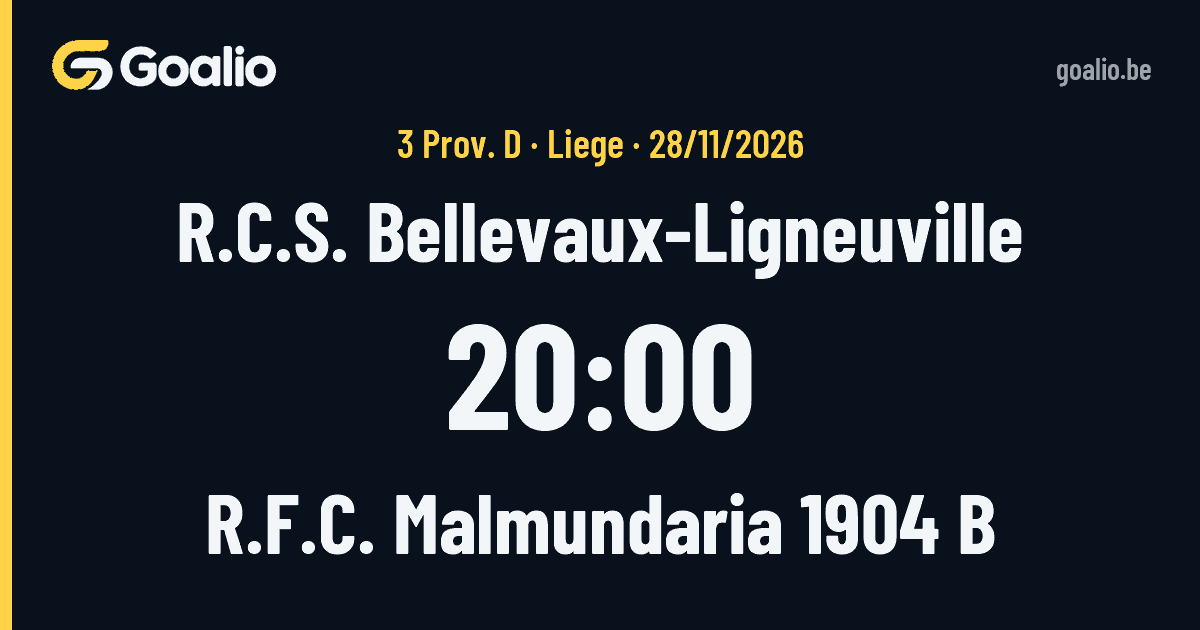 Goalio
goalio.be
3 Prov. D · Liege · 28/11/2026
R.C.S. Bellevaux-Ligneuville
20:00
R.F.C. Malmundaria 1904 B